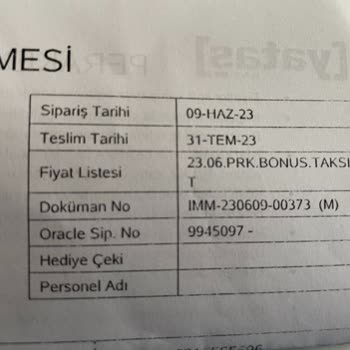 MESİ
Sipariş Tarihi 09-HAZ-23
Teslim Tarihi 31-TEM-23
Fiyat Listesi 23.06.PRK.BONUS.TAKSİ
T
Doküman No IMM-230609-00373 (M)
Oracle Sip. No 9945097 -
Hediye Çeki
Personel Adı